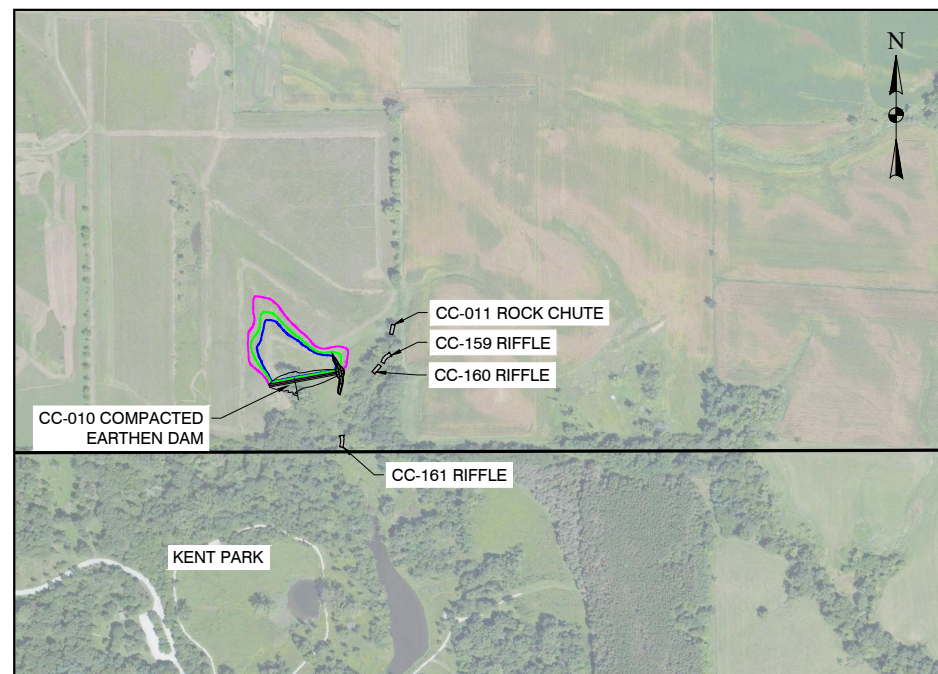 N
CC-011 ROCK CHUTE
CC-159 RIFFLE
CC-160 RIFFLE
CC-010 COMPACTED
EARTHEN DAM
CC-161 RIFFLE
KENT PARK